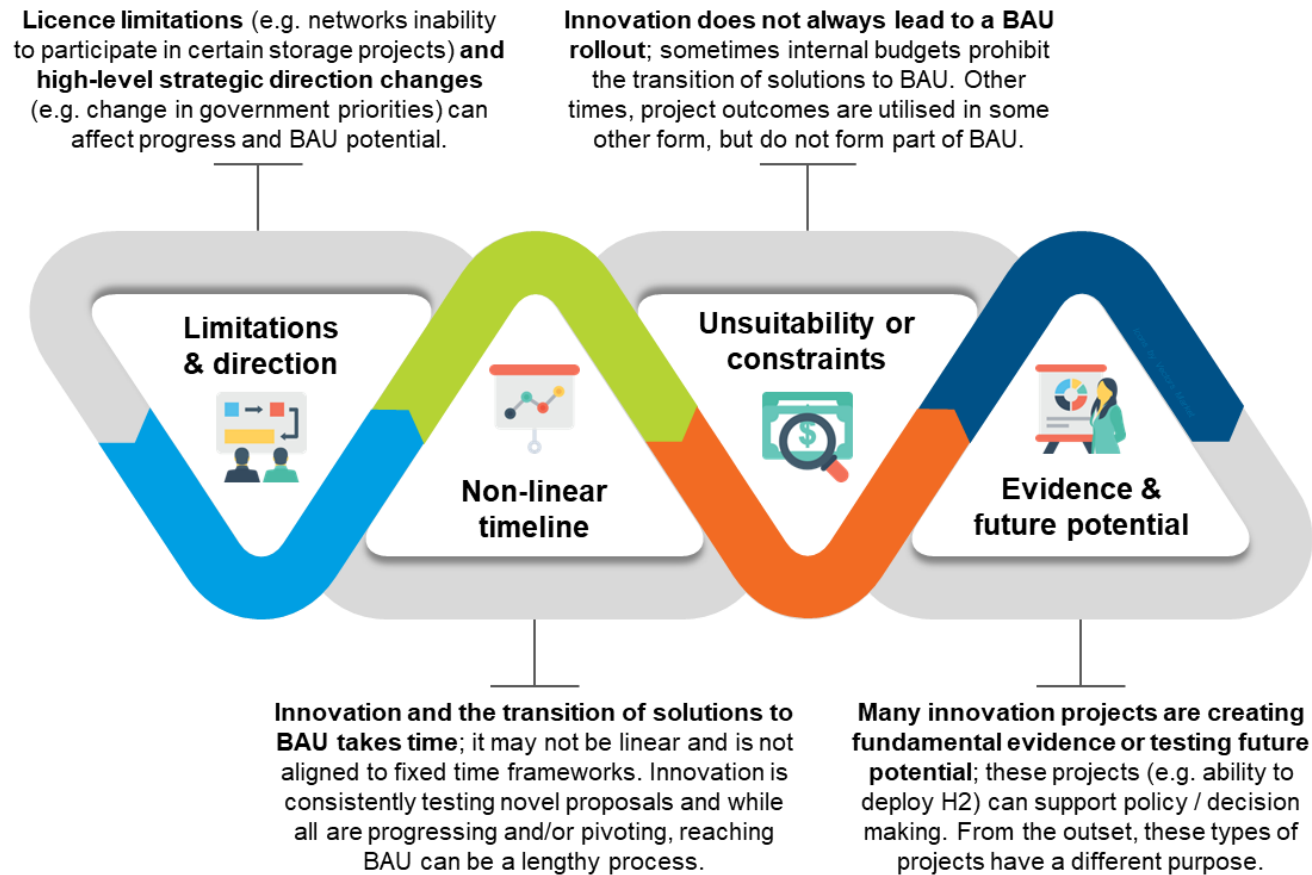 Licence limitations (e.g. networks inability
to participate in certain storage projects) and
high-level strategic direction changes
(e.g. change in government priorities) can
affect progress and BAU potential.
Innovation does not always lead to a BAU
rollout; sometimes internal budgets prohibit
the transition of solutions to BAU. Other
times, project outcomes are utilised in some
other form, but do not form part of BAU.
Limitations
& direction
Non-linear
timeline
Unsuitability or
constraints
$
Evidence &
future potential
Innovation and the transition of solutions to
BAU takes time; it may not be linear and is not
aligned to fixed time frameworks. Innovation is
consistently testing novel proposals and while
all are progressing and/or pivoting, reaching
BAU can be a lengthy process.
Many innovation projects are creating
fundamental evidence or testing future
potential; these projects (e.g. ability to
deploy H2) can support policy / decision
making. From the outset, these types of
projects have a different purpose.